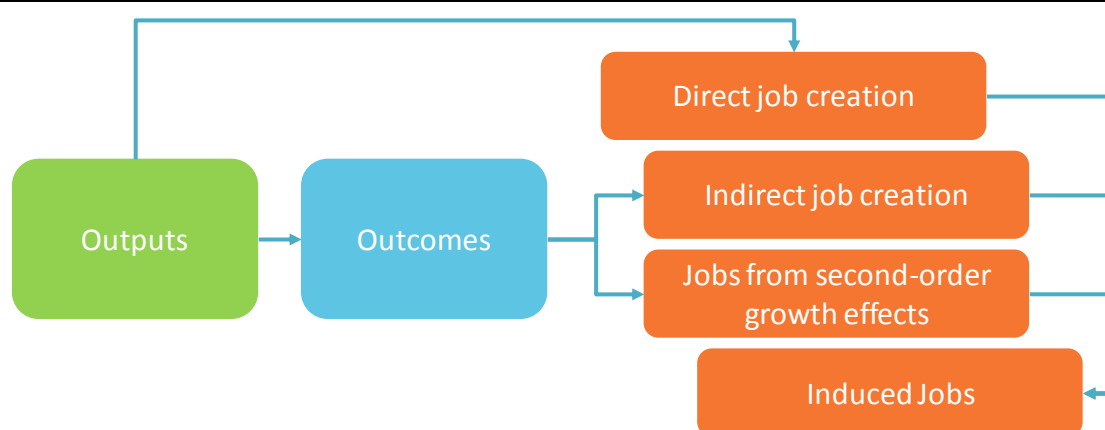 Direct job creation
Indirect job creation
Outputs
Outcomes
Jobs from second-order
growth effects
Induced Jobs